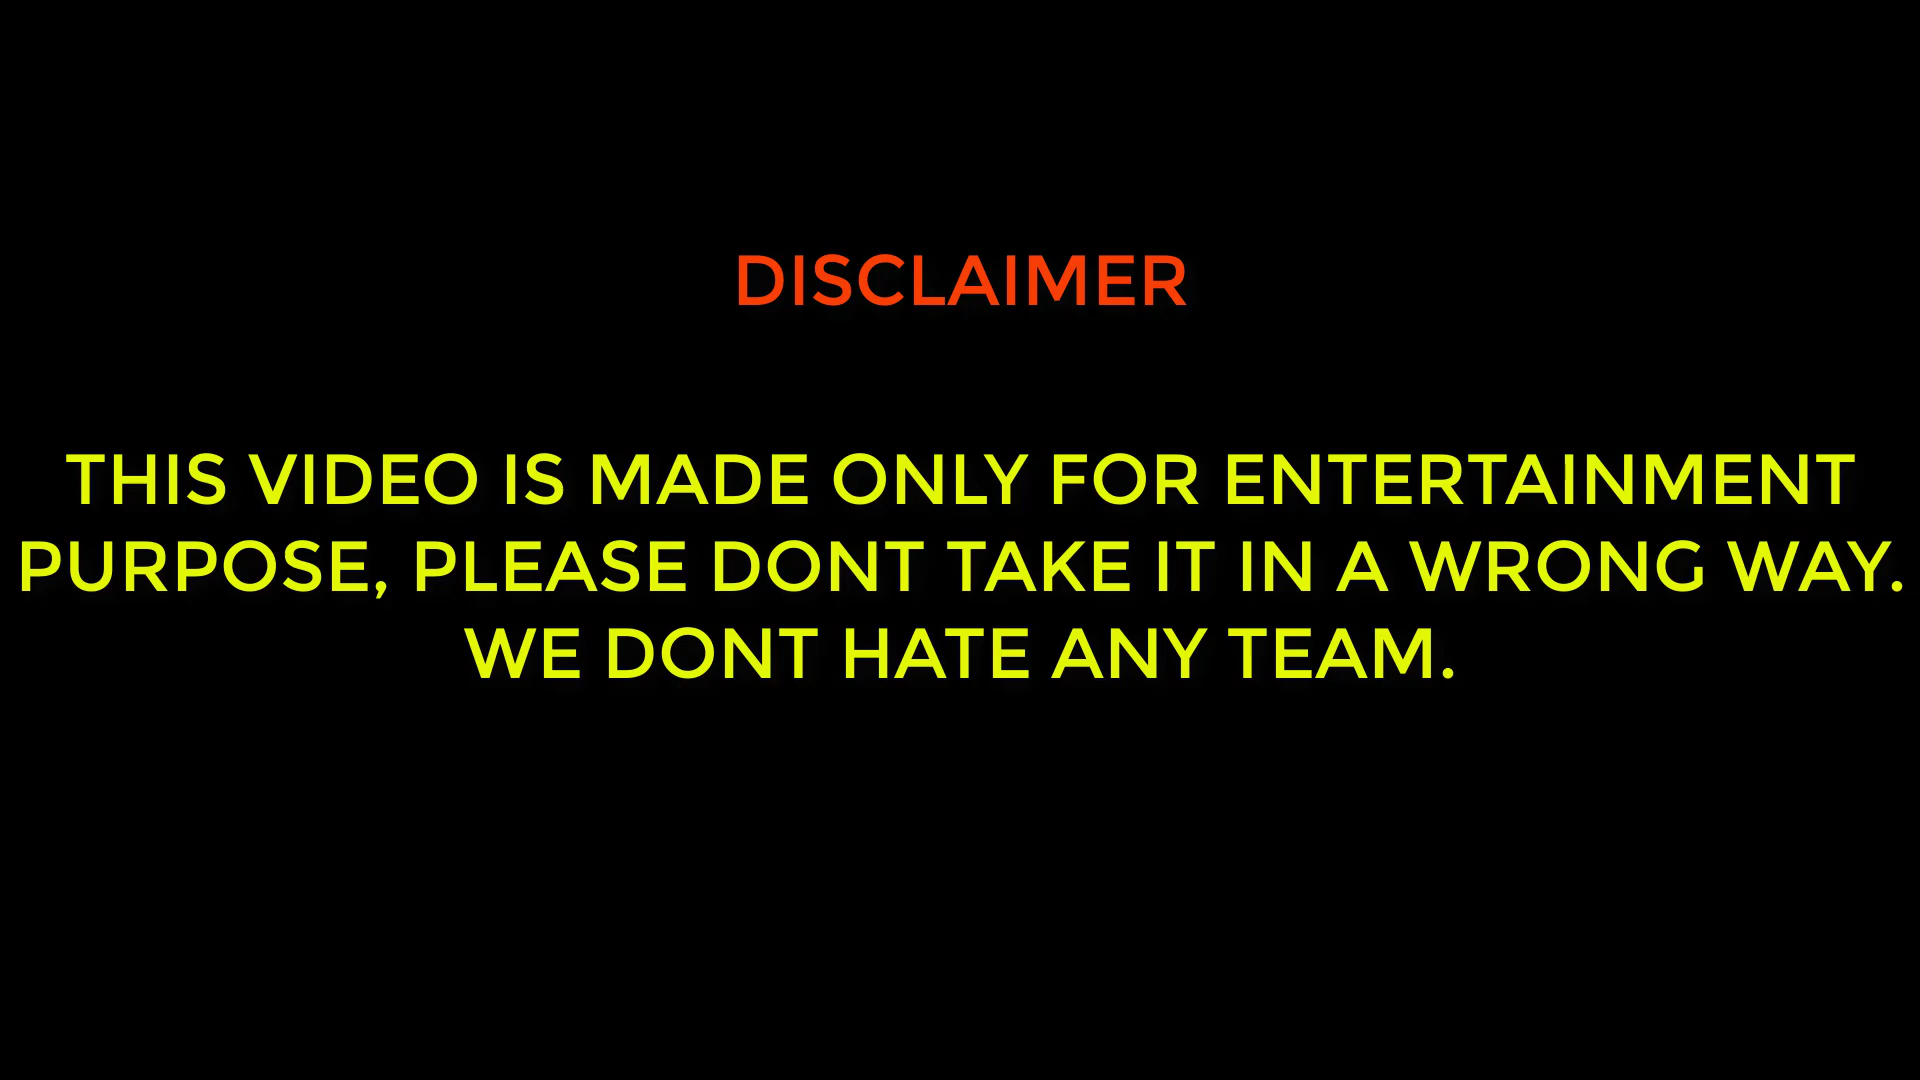 DISCLAIMER
THIS VIDEO IS MADE ONLY FOR ENTERTAINMENT
PURPOSE, PLEASE DONT TAKE IT IN A WRONG WAY.
WE DONT HATE ANY TEAM.